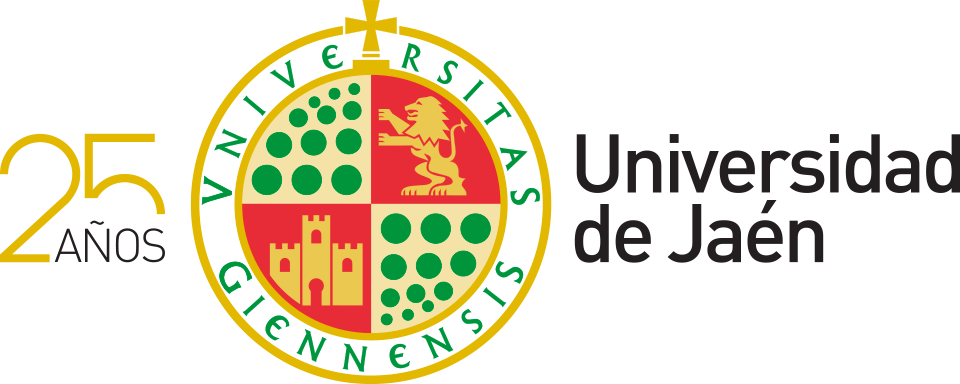 25
AÑOS
VNIVERSITAS
GIENNENSIS
Universidad
de Jaén